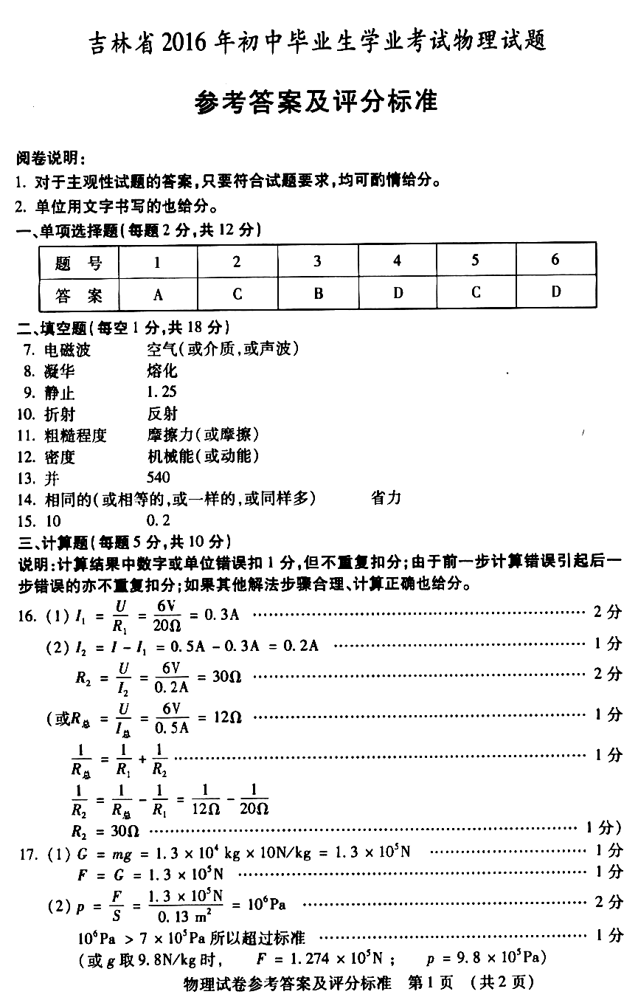 吉林省2016年初中毕业生学业考试物理试题
参考答案及评分标准
阅卷说明:
1. 对于主观性试题的答案,只要符合试题要求,均可酌情给分。
2. 单位用文字书写的也给分。
一、单项选择题(每题2分,共12分)
题 号 1 2 3 4 5 6
答 案 A C B D C D
二、填空题(每空1分,共18分)
7. 电磁波 空气(或介质,或声波)
8. 凝华 熔化
9. 静止 1.25
10. 折射 反射
11. 粗糙程度 摩擦力(或摩擦)
12. 密度 机械能(或动能)
13. 并 540
14. 相同的(或相等的,或一样的,或同样多) 省力
15. 10 0.2
三、计算题(每题5分,共10分)
说明:计算结果中数字或单位错误扣1分,但不重复扣分;由于前一步计算错误引起后一
步错误的亦不重复扣分;如果其他解法步骤合理、计算正确也给分。
16. (1) I₁ = U/R₁ = 6V/20Ω = 0.3A ………… 2分
(2) I₂ = I - I₁ = 0.5A - 0.3A = 0.2A ………… 1分
R₂ = U/I₂ = 6V/0.2A = 30Ω ………… 2分
(或R总 = U/I总 = 6V/0.5A = 12Ω ………… 1分
1/R总 = 1/R₁ + 1/R₂ ………… 1分
1/R₂ = 1/R总 - 1/R₁ = 1/12Ω - 1/20Ω
R₂ = 30Ω ………… 1分)
17. (1) G = mg = 1.3 × 10⁴ kg × 10N/kg = 1.3 × 10⁵N ………… 1分
F = G = 1.3 × 10⁵N ………… 1分
(2) p = F/S = 1.3 × 10⁵N/0.13 m² = 10⁶Pa ………… 2分
10⁶Pa > 7 × 10⁵Pa 所以超过标准 ………… 1分
(或g取9.8N/kg时, F = 1.274 × 10⁵N ; p = 9.8 × 10⁵Pa)
物理试卷参考答案及评分标准 第1页 (共2页)